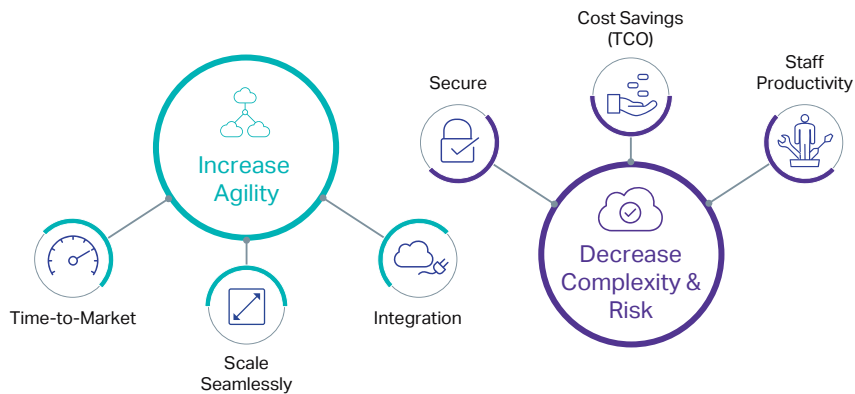 Increase
Agility
Time-to-Market
Scale
Seamlessly
Integration
Secure
Cost Savings
(TCO)
Staff
Productivity
Decrease
Complexity &
Risk